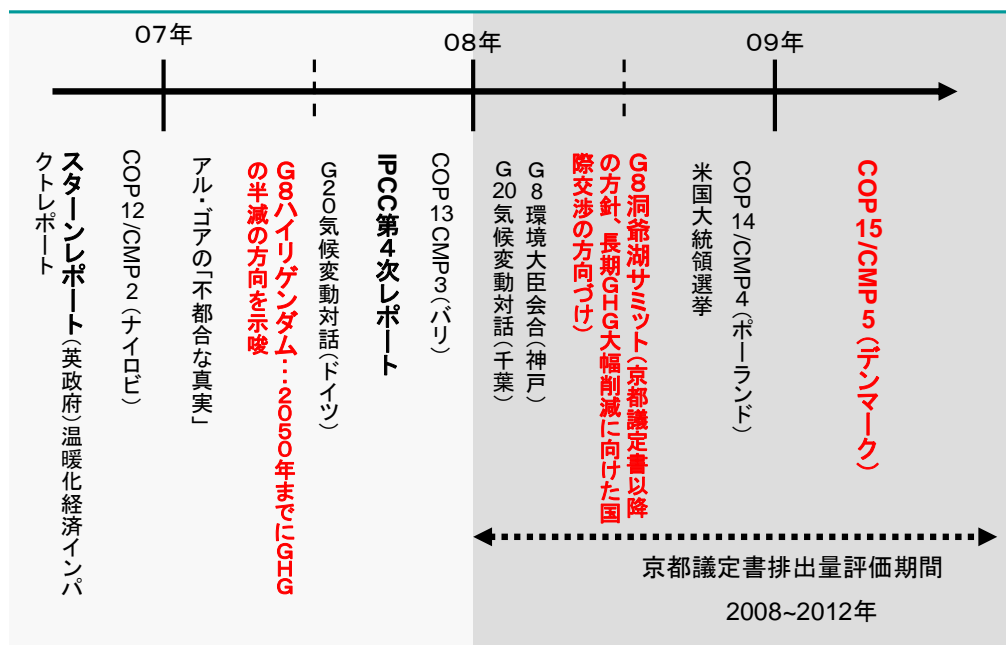 07年
08年
09年
スターンレポート(英政府)温暖化経済インパ
クトレポート
COP12/CMP2(ナイロビ)
アル・ゴアの「不都合な真実」
G8ハイリゲンダム・・・2050年までにGHG
の半減の方向を示唆
G20気候変動対話(ドイツ)
IPCC第4次レポート
COP13CMP3(バリ)
G20気候変動対話(千葉)
G8環境大臣会合(神戸)
G8洞爺湖サミット(京都議定書以降
の方針、長期GHG大幅削減に向けた国
際交渉の方向づけ)
米国大統領選挙
COP14/CMP4(ポーランド)
COP15/CMP5(デンマーク)
京都議定書排出量評価期間
2008~2012年